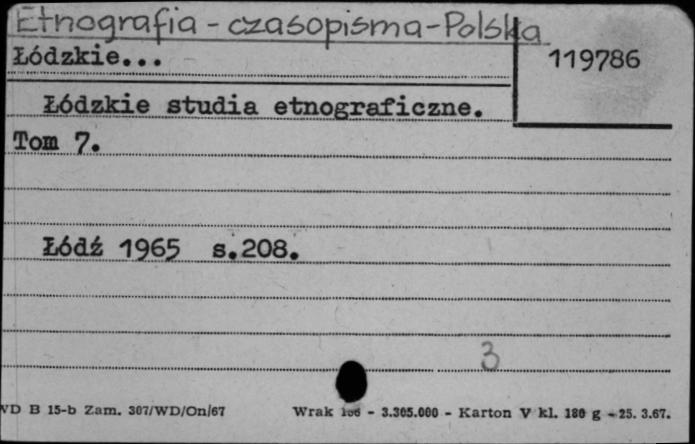 Etnografia - czasopisma - Polska
Łódzkie...
119786
Łódzkie studia etnograficzne.
Tom 7.
Łódź 1965 s.208.
3
WD B 15-b Zam. 307/WD/On/67 Wrak - 3.305.000 - Karton V kl. 180 g - 25. 3.67.